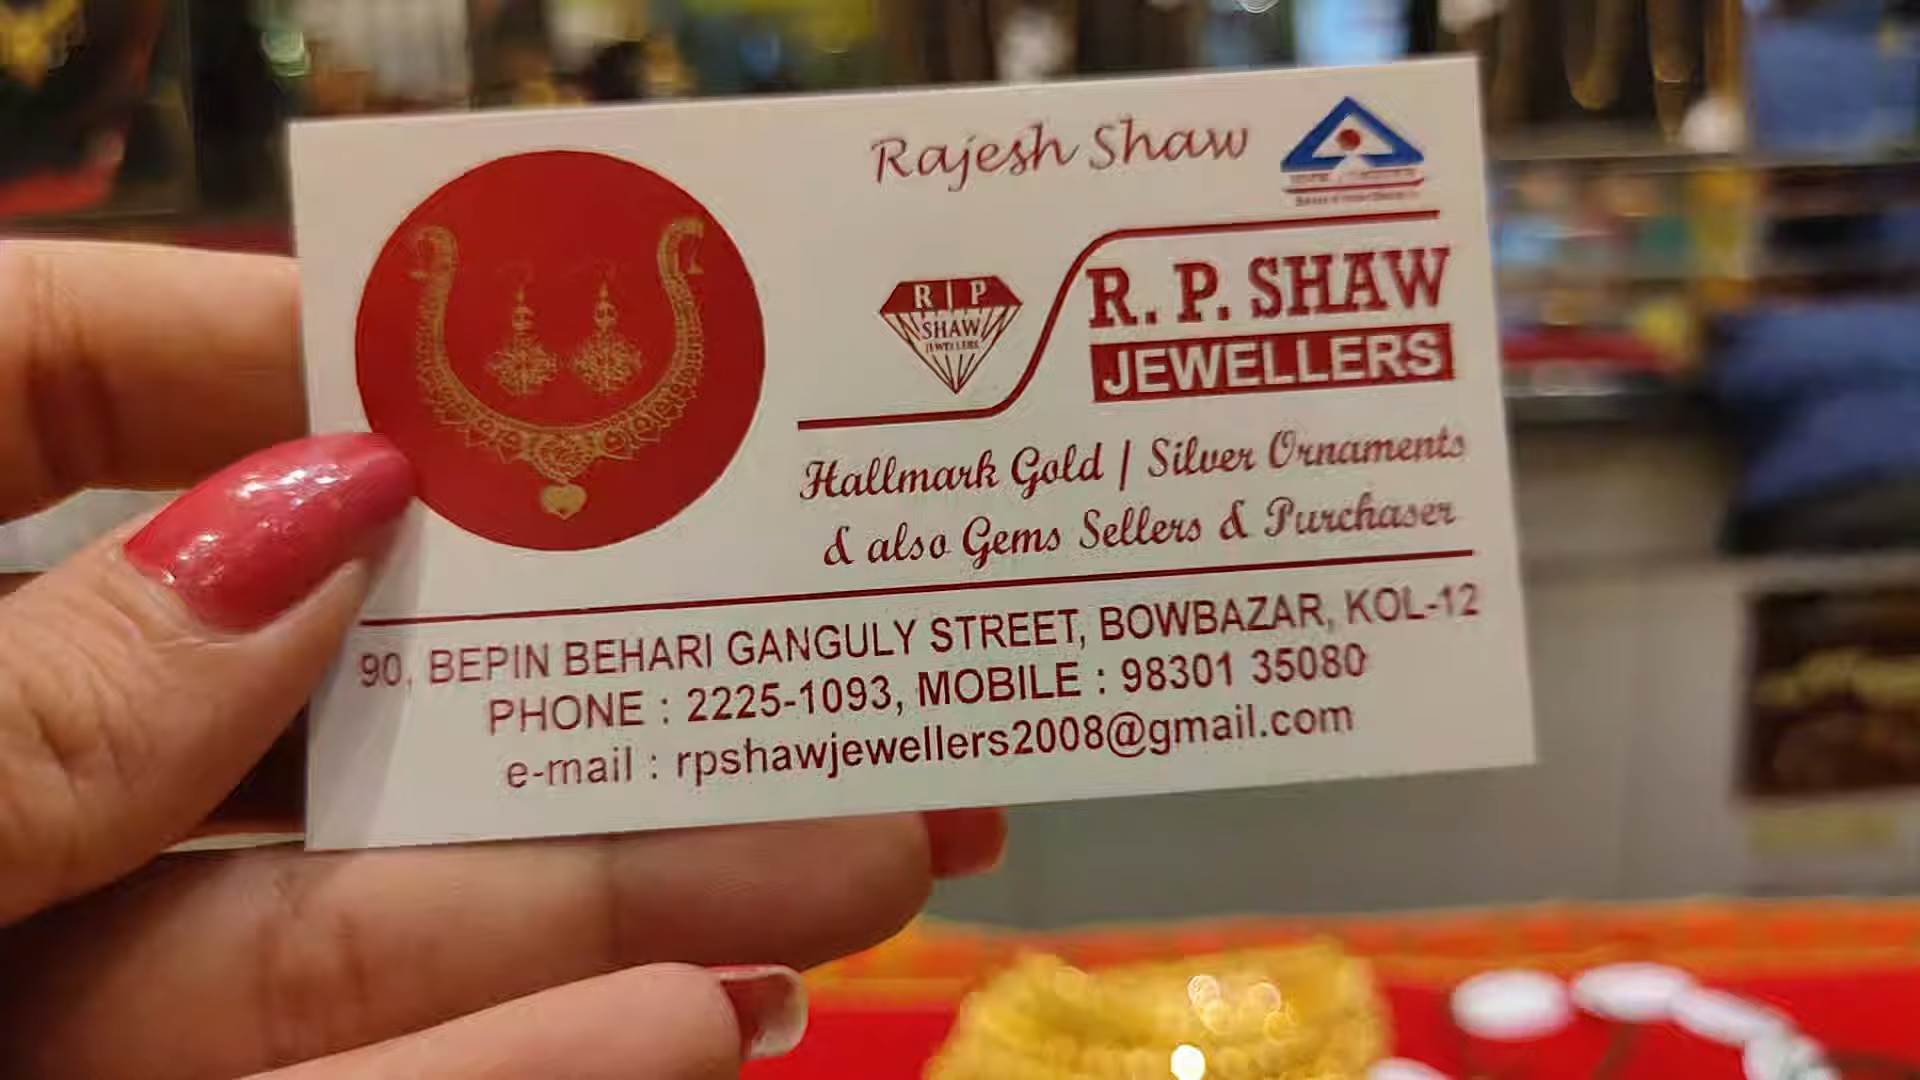 Rajesh Shaw
R P
SHAW
JEWELLERS
R. P. SHAW
JEWELLERS
Hallmark Gold | Silver Ornaments
& also Gems Sellers & Purchaser
90, BEPIN BEHARI GANGULY STREET, BOWBAZAR, KOL-12
PHONE : 2225-1093, MOBILE : 98301 35080
e-mail : rpshawjewellers2008@gmail.com